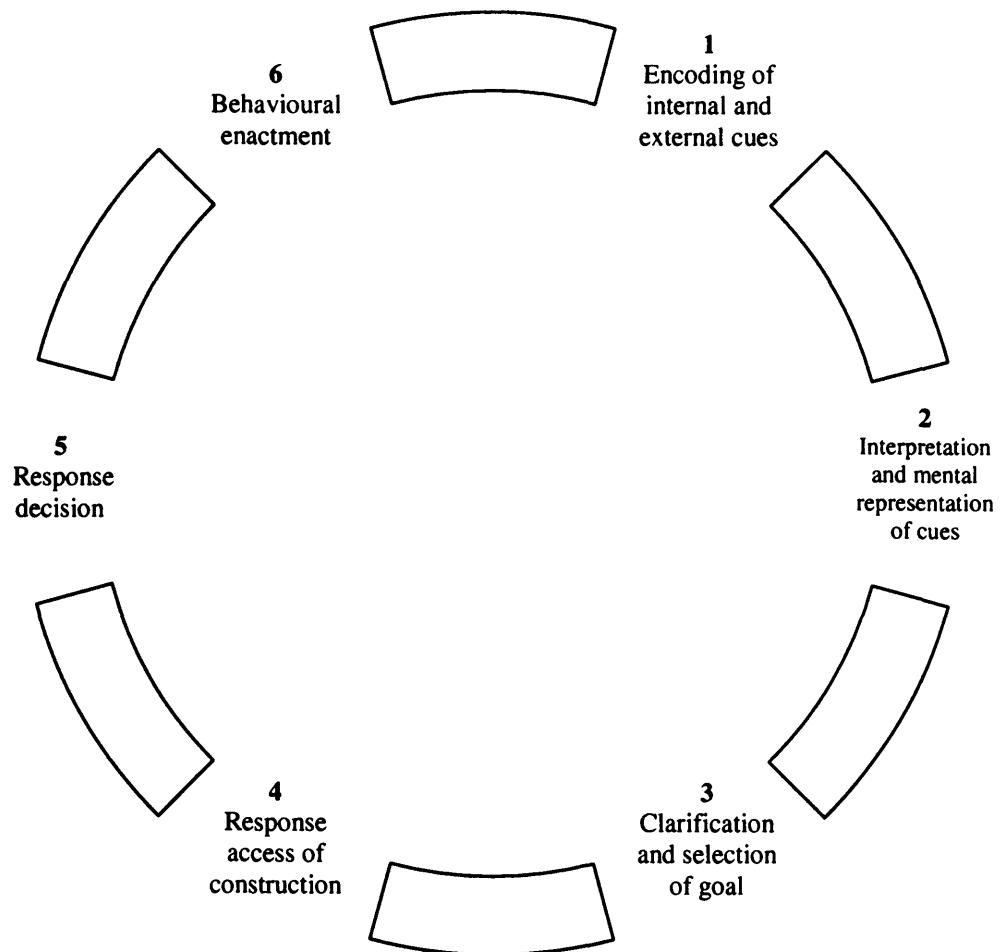 1
Encoding of
internal and
external cues
2
Interpretation
and mental
representation
of cues
3
Clarification
and selection
of goal
4
Response
access of
construction
5
Response
decision
6
Behavioural
enactment